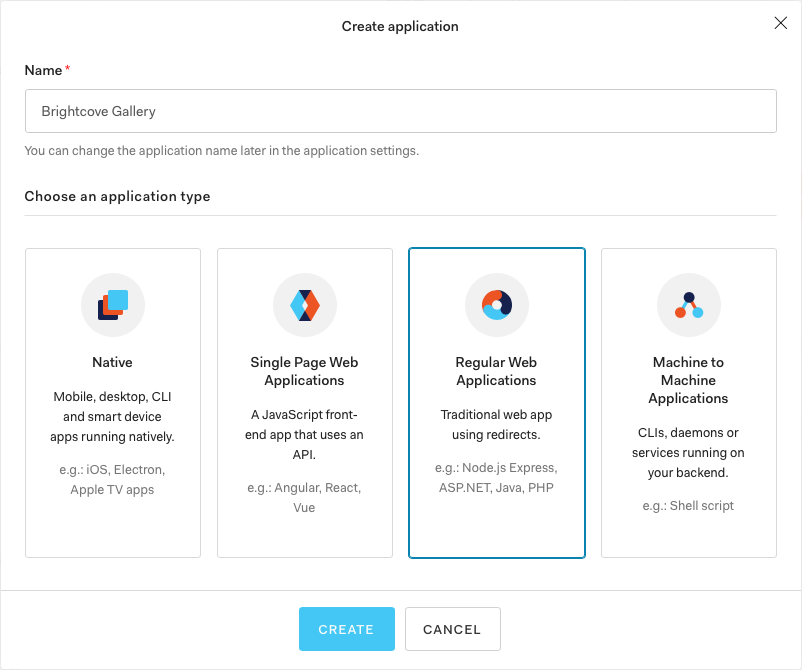 Create application
Name *
Brightcove Gallery
You can change the application name later in the application settings.
Choose an application type
Native
Mobile, desktop, CLI
and smart device
apps running natively.
e.g.: iOS, Electron,
Apple TV apps
Single Page Web
Applications
A JavaScript front-
end app that uses an
API.
e.g.: Angular, React,
Vue
Regular Web
Applications
Traditional web app
using redirects.
e.g.: Node.js Express,
ASP.NET, Java, PHP
Machine to
Machine
Applications
CLIs, daemons or
services running on
your backend.
e.g.: Shell script
CREATE
CANCEL